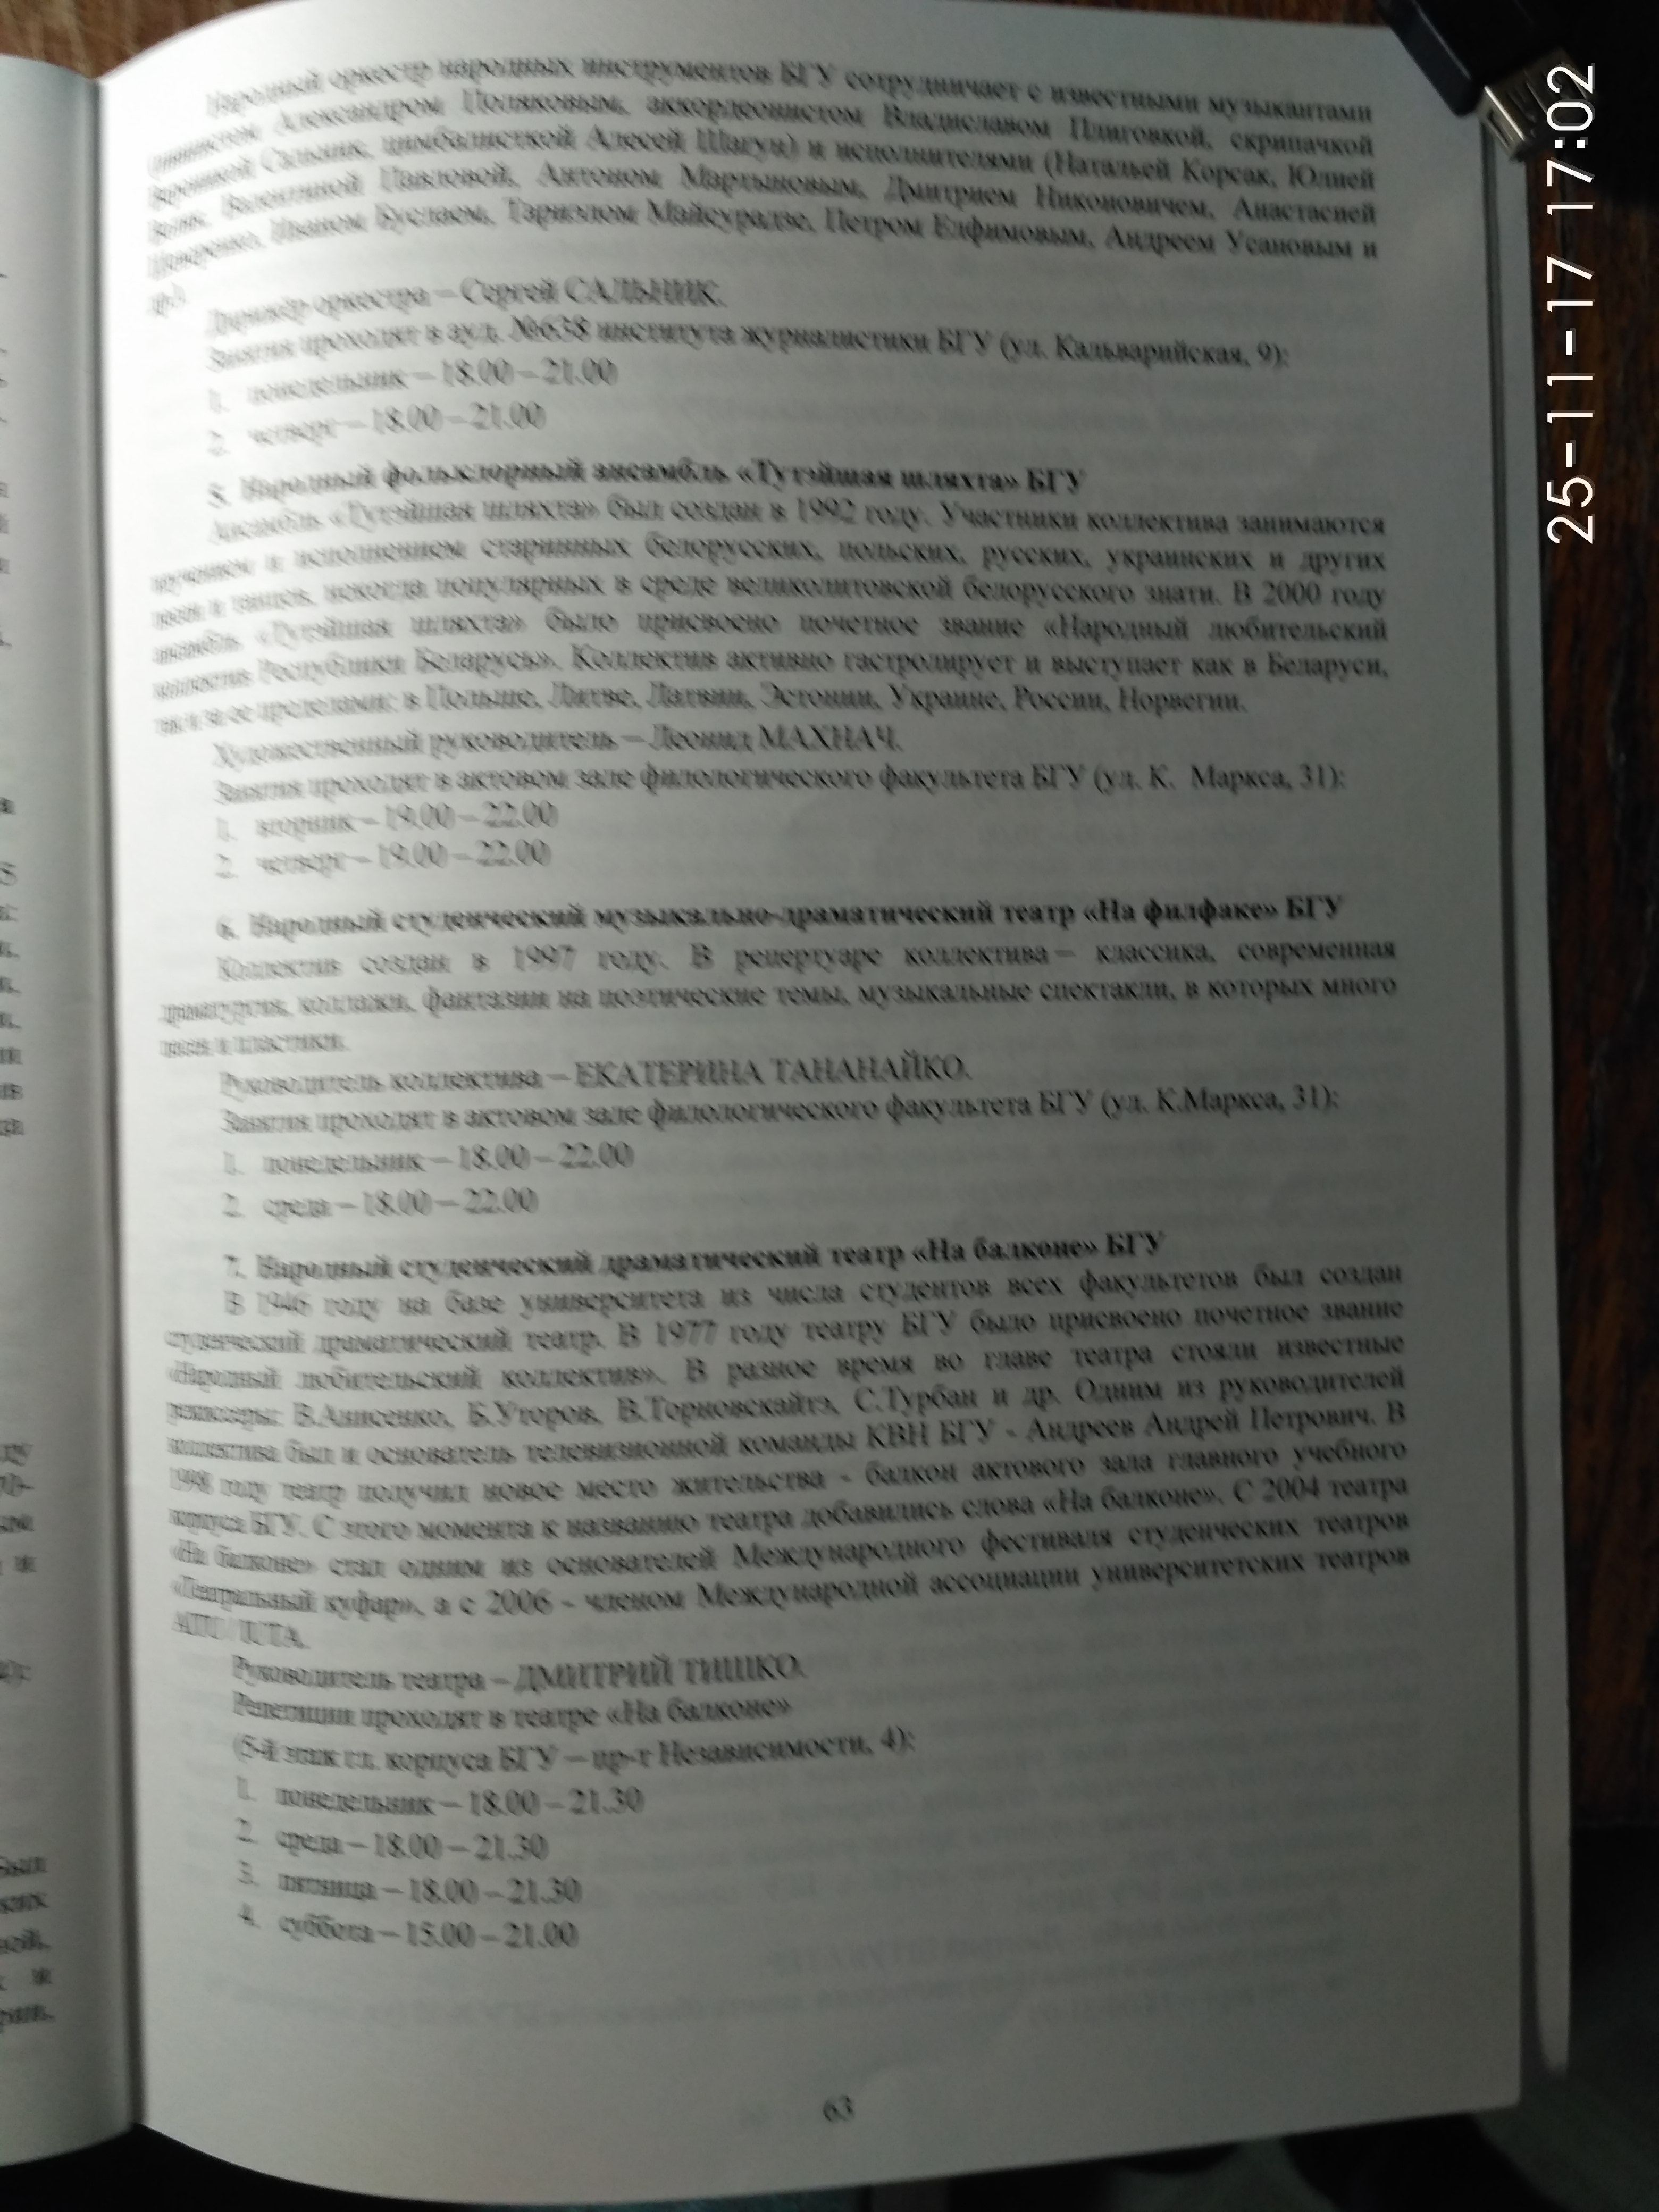 Народный оркестр народных инструментов БГУ сотрудничает с известными музыкантами
Александром Поляковым, аккордеонистом Владиславом Плиговкой, скрипачкой
Сальник, цимбалисткой Алесей Шагун) и исполнителями (Натальей Корсак, Юлией
Валентиной Павловой, Антоном Мартыновым, Дмитрием Никоновичем, Анастасией
Иваном Буслаем, Тариэлом Майсурадзе, Петром Елфимовым, Андреем Усановым и
др.).
Дирижёр оркестра – Сергей САЛЬНИК.
Занятия проходят в ауд. №638 института журналистики БГУ (ул. Кальварийская, 9):
1. понедельник – 18.00 – 21.00
2. четверг – 18.00 – 21.00
5. Народный фольклорный ансамбль «Тутэйшая шляхта» БГУ
Ансамбль «Тутэйшая шляхта» был создан в 1992 году. Участники коллектива занимаются
изучением и исполнением старинных белорусских, польских, русских, украинских и других
песен и танцев, некогда популярных в среде великолитовской белорусского знати. В 2000 году
ансамблю «Тутэйшая шляхта» было присвоено почетное звание «Народный любительский
коллектив Республики Беларусь». Коллектив активно гастролирует и выступает как в Беларуси,
так и за ее пределами: в Польше, Литве, Латвии, Эстонии, Украине, России, Норвегии.
Художественный руководитель – Леонид МАХНАЧ.
Занятия проходят в актовом зале филологического факультета БГУ (ул. К. Маркса, 31):
1. вторник – 19.00 – 22.00
2. четверг – 19.00 – 22.00
6. Народный студенческий музыкально-драматический театр «На филфаке» БГУ
Коллектив создан в 1997 году. В репертуаре коллектива – классика, современная
драматургия, коллажи, фантазии на поэтические темы, музыкальные спектакли, в которых много
песен и пластики.
Руководитель коллектива – ЕКАТЕРИНА ТАНАНАЙКО.
Занятия проходят в актовом зале филологического факультета БГУ (ул. К.Маркса, 31):
1. понедельник – 18.00 – 22.00
2. среда – 18.00 – 22.00
7. Народный студенческий драматический театр «На балконе» БГУ
В 1946 году на базе университета из числа студентов всех факультетов был создан
студенческий драматический театр. В 1977 году театру БГУ было присвоено почетное звание
«Народный любительский коллектив». В разное время во главе театра стояли известные
режиссеры: В.Анисенко, Б.Уторов, В.Торновскайтэ, С.Турбан и др. Одним из руководителей
коллектива был и основатель телевизионной команды КВН БГУ - Андреев Андрей Петрович. В
году театр получил новое место жительства - балкон актового зала главного учебного
корпуса БГУ. С этого момента к названию театра добавились слова «На балконе». С 2004 театра
«На балконе» стал одним из основателей Международного фестиваля студенческих театров
«Театральный куфар», а с 2006 - членом Международной ассоциации университетских театров
Руководитель театра – ДМИТРИЙ ТИШКО.
Репетиции проходят в театре «На балконе»
(5-й этаж гл. корпуса БГУ – пр-т Независимости, 4):
1. понедельник – 18.00 – 21.30
2. среда – 18.00 – 21.30
3. пятница – 18.00 – 21.30
4. суббота – 15.00 – 21.00
63
25-11-17 17:02